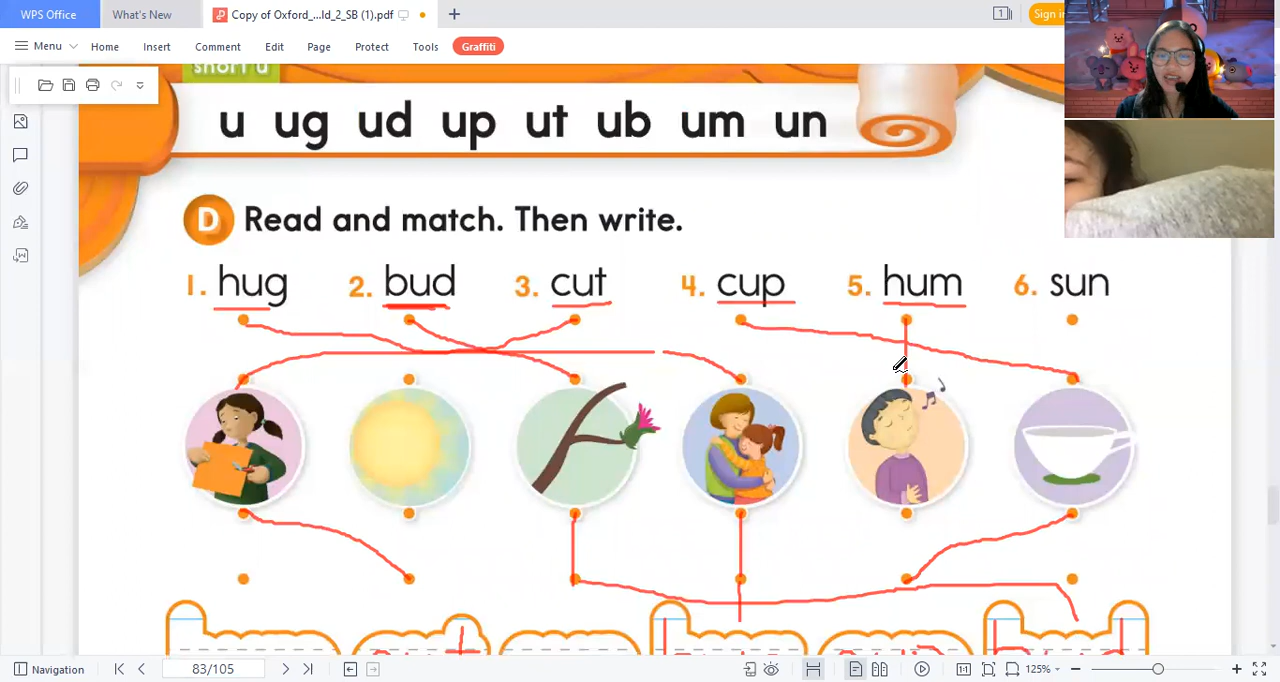 WPS Office What's New Copy of Oxford_...ld_2_SB (1).pdf + 1 Sign in
Menu Home Insert Comment Edit Page Protect Tools Graffiti
short u
u ug ud up ut ub um un
D Read and match. Then write.
1. hug 2. bud 3. cut 4. cup 5. hum 6. sun
Navigation 83/105 125%